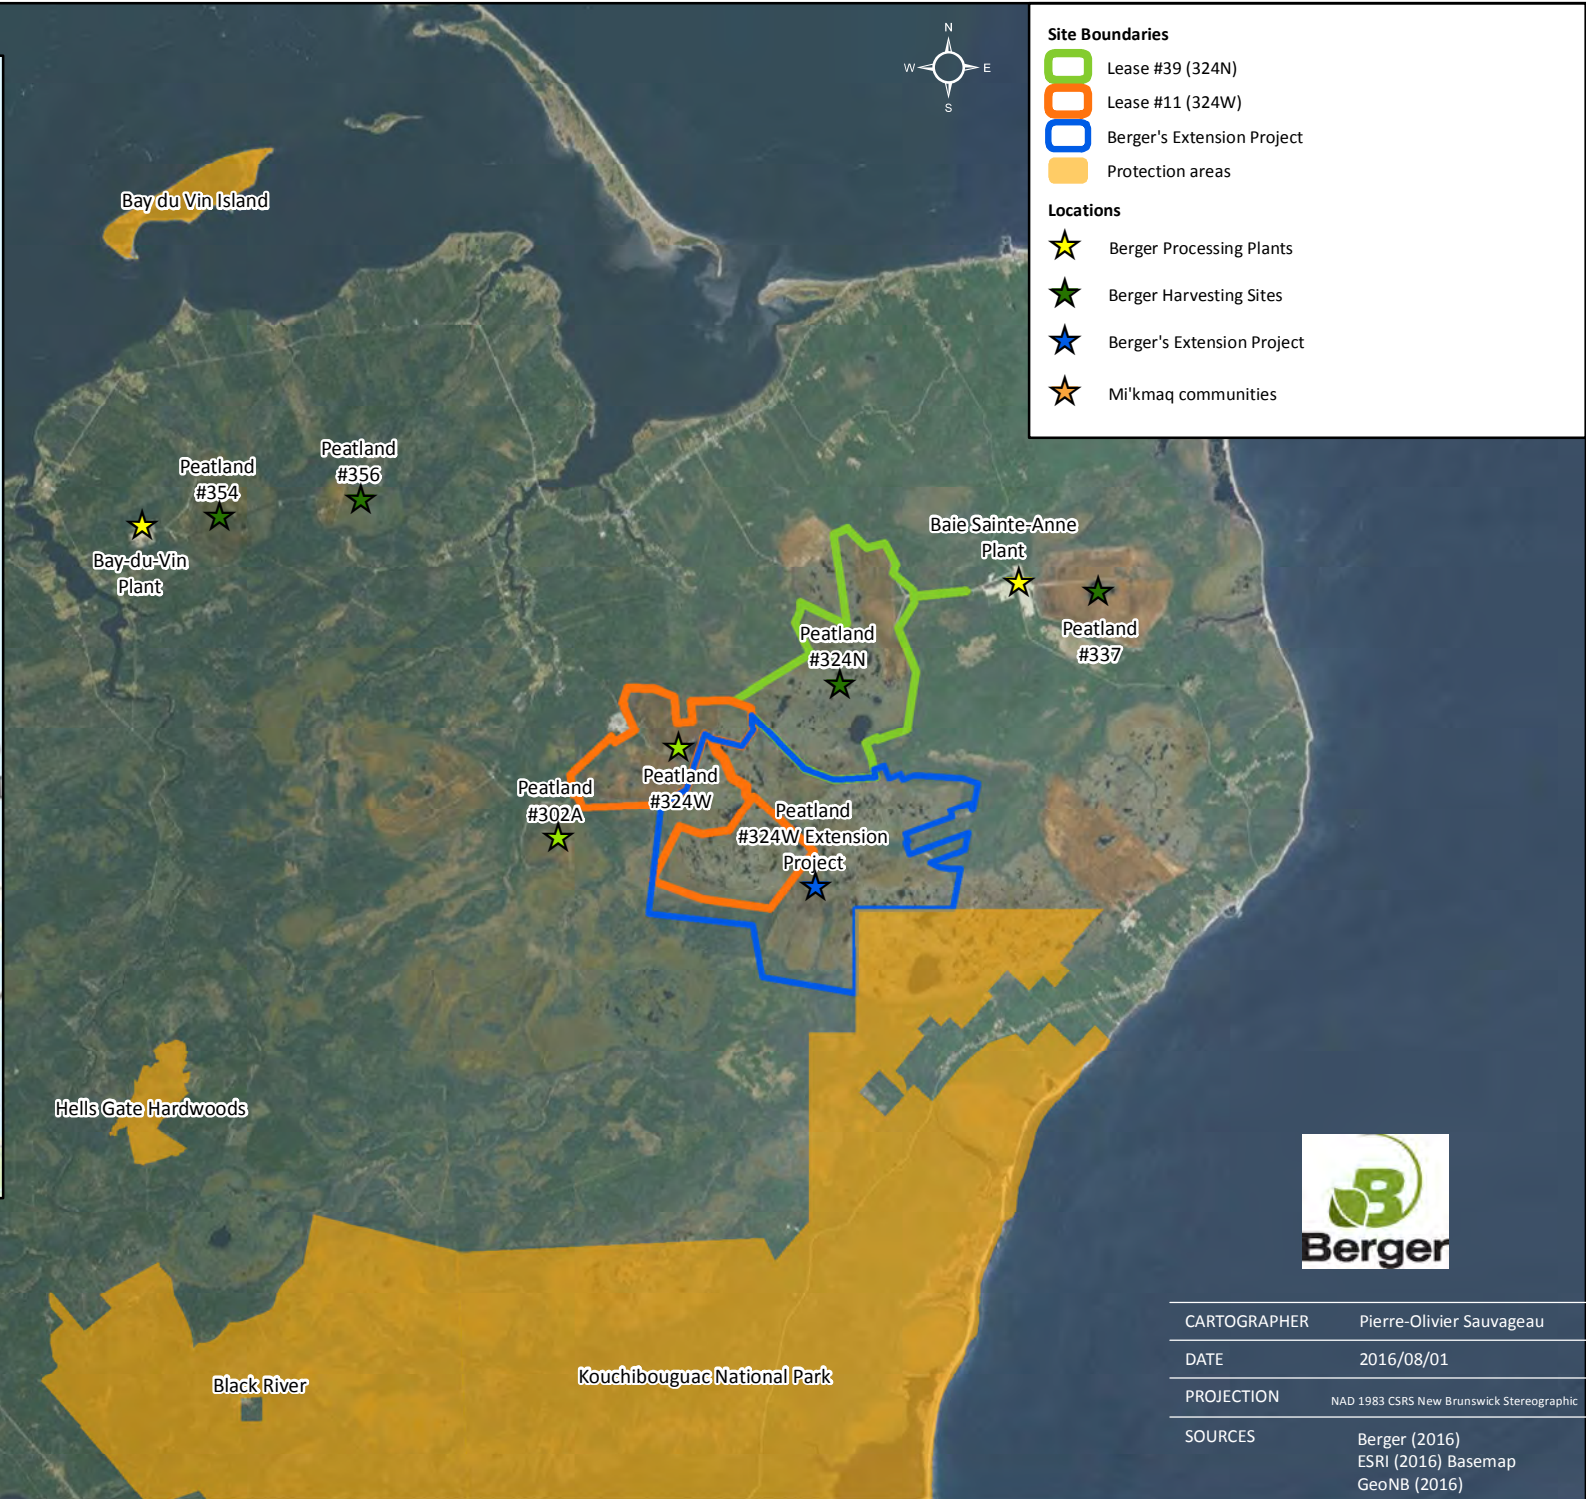 N
W
E
S
Site Boundaries
Lease #39 (324N)
Lease #11 (324W)
Berger's Extension Project
Protection areas
Locations
Berger Processing Plants
Berger Harvesting Sites
Berger's Extension Project
Mi'kmaq communities
Bay du Vin Island
Peatland
#354
Peatland
#356
Bay-du-Vin
Plant
Baie Sainte-Anne
Plant
Peatland
#337
Peatland
#324N
Peatland
#302A
Peatland
#324W
Peatland
#324W Extension
Project
Hells Gate Hardwoods
Black River
Kouchibouguac National Park
B
Berger
CARTOGRAPHER Pierre-Olivier Sauvageau
DATE 2016/08/01
PROJECTION NAD 1983 CSRS New Brunswick Stereographic
SOURCES Berger (2016)
ESRI (2016) Basemap
GeoNB (2016)